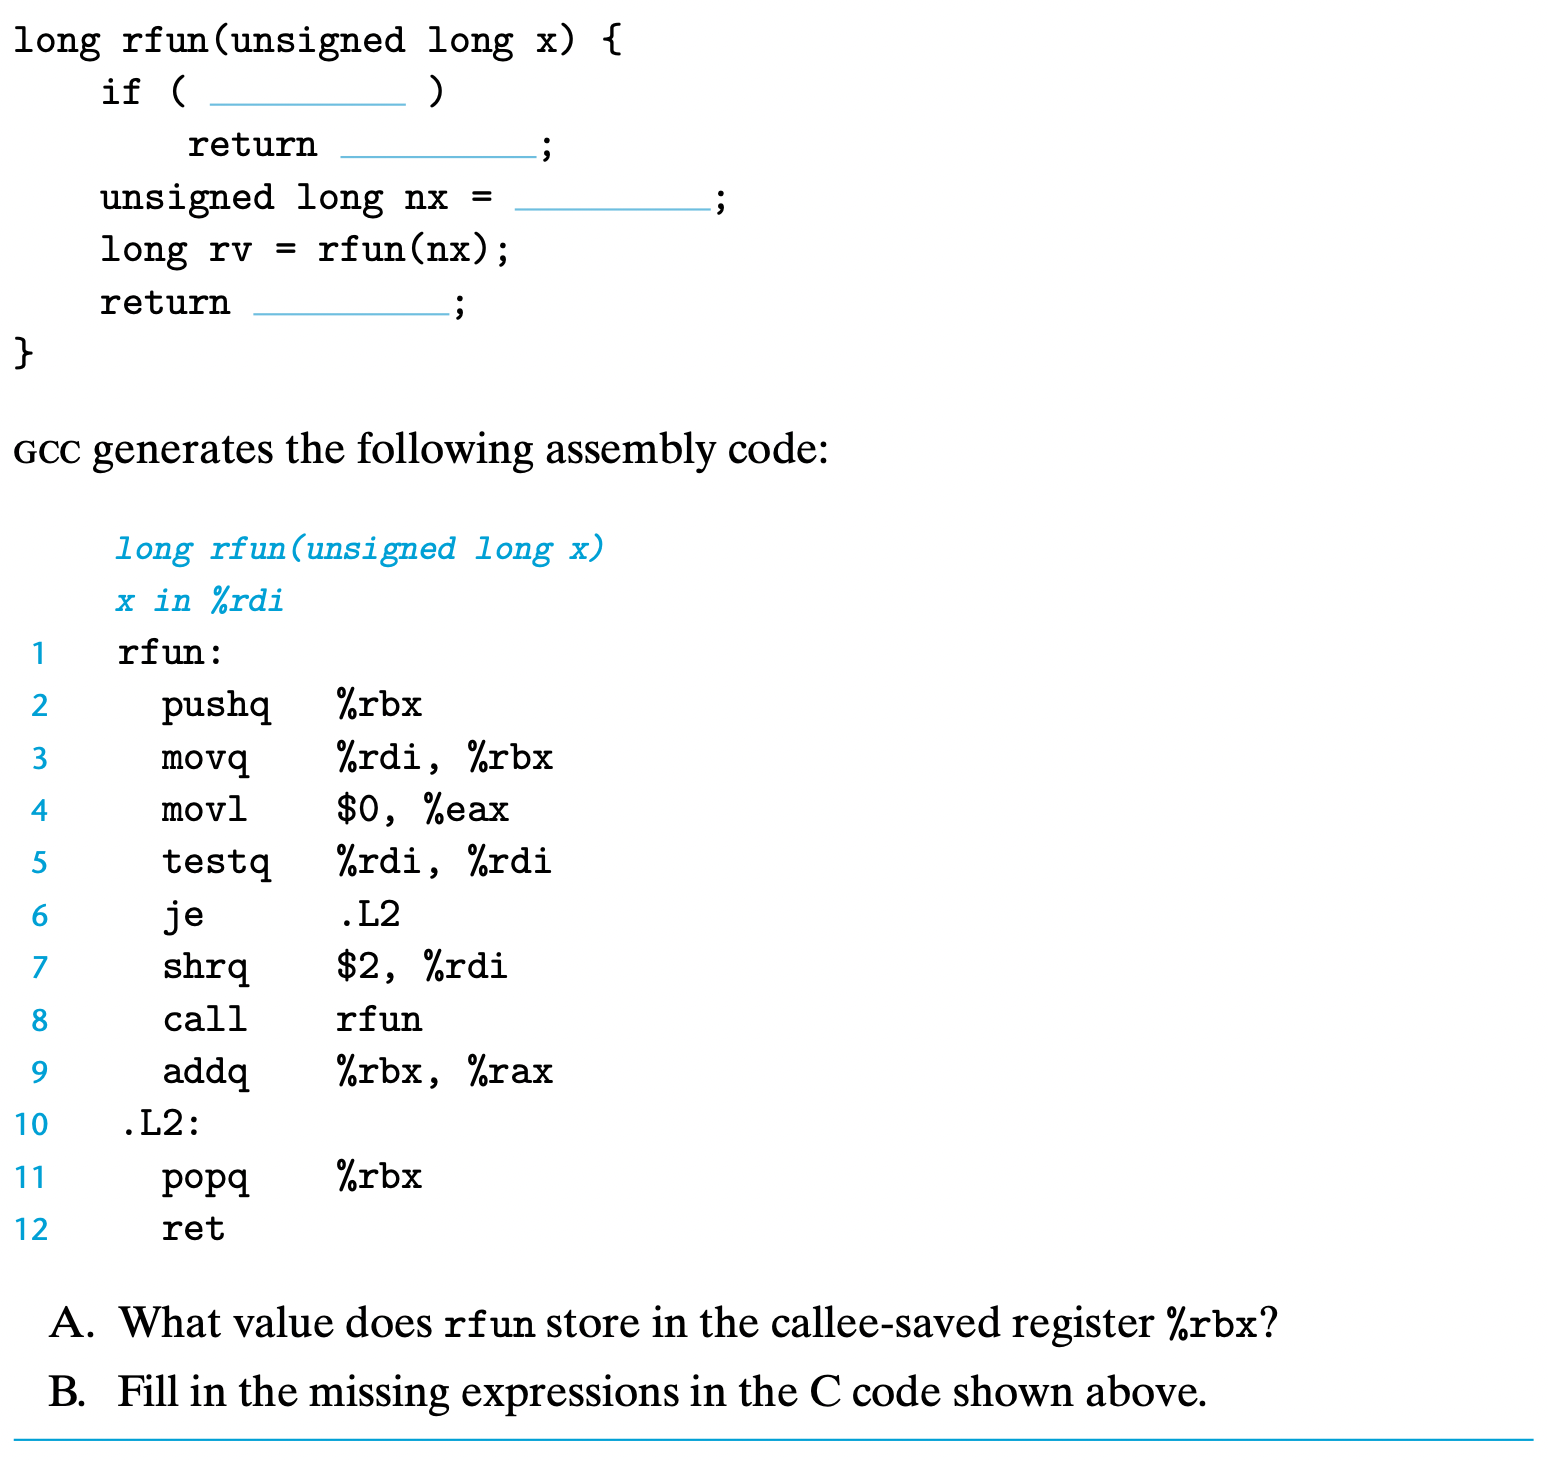 long rfun(unsigned long x) {
if ( __________ )
return __________;
unsigned long nx = __________;
long rv = rfun(nx);
return __________;
}
GCC generates the following assembly code:
long rfun(unsigned long x)
x in %rdi
1 rfun:
2 pushq %rbx
3 movq %rdi, %rbx
4 movl $0, %eax
5 testq %rdi, %rdi
6 je .L2
7 shrq $2, %rdi
8 call rfun
9 addq %rbx, %rax
10 .L2:
11 popq %rbx
12 ret
A. What value does rfun store in the callee-saved register %rbx?
B. Fill in the missing expressions in the C code shown above.